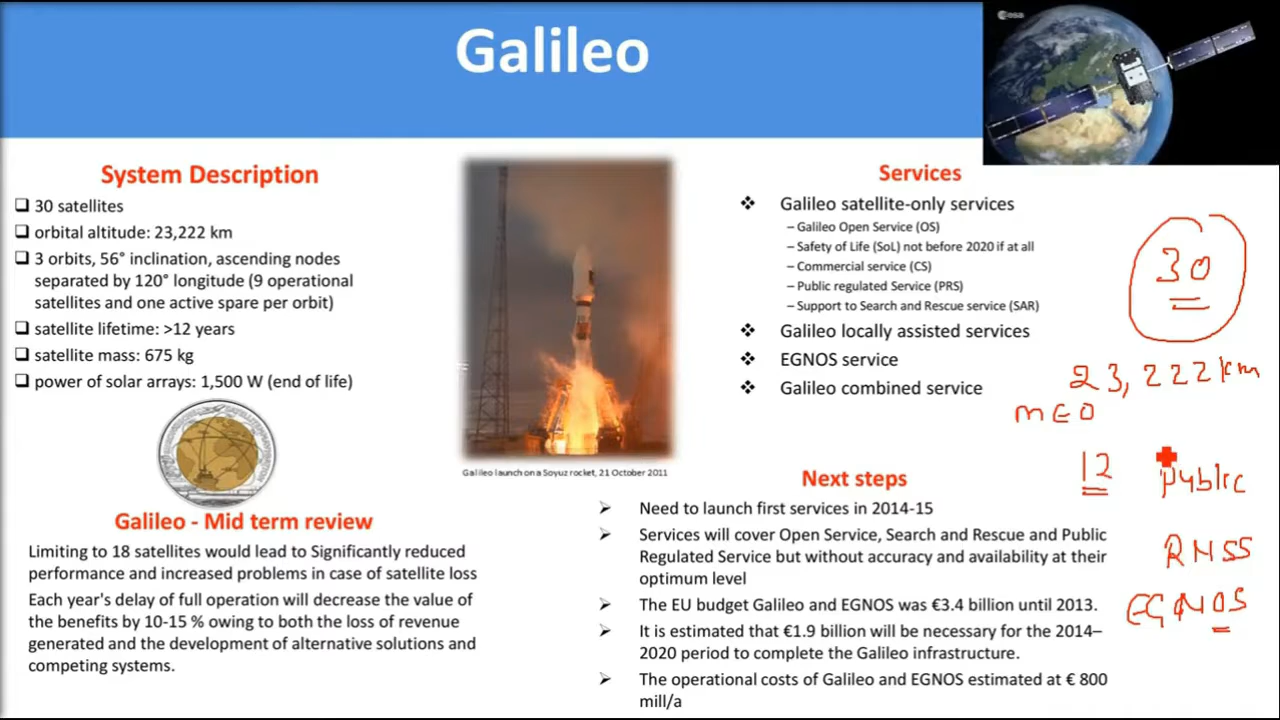 Galileo
esa
System Description
❑ 30 satellites
❑ orbital altitude: 23,222 km
❑ 3 orbits, 56° inclination, ascending nodes
separated by 120° longitude (9 operational
satellites and one active spare per orbit)
❑ satellite lifetime: >12 years
❑ satellite mass: 675 kg
❑ power of solar arrays: 1,500 W (end of life)
Galileo - Mid term review
Limiting to 18 satellites would lead to Significantly reduced
performance and increased problems in case of satellite loss
Each year's delay of full operation will decrease the value of
the benefits by 10-15 % owing to both the loss of revenue
generated and the development of alternative solutions and
competing systems.
Galileo launch on a Soyuz rocket, 21 October 2011
Services
❖ Galileo satellite-only services
– Galileo Open Service (OS)
– Safety of Life (SoL) not before 2020 if at all
– Commercial service (CS)
– Public regulated Service (PRS)
– Support to Search and Rescue service (SAR)
❖ Galileo locally assisted services
❖ EGNOS service
❖ Galileo combined service
Next steps
➢ Need to launch first services in 2014-15
➢ Services will cover Open Service, Search and Rescue and Public
Regulated Service but without accuracy and availability at their
optimum level
➢ The EU budget Galileo and EGNOS was €3.4 billion until 2013.
➢ It is estimated that €1.9 billion will be necessary for the 2014–
2020 period to complete the Galileo infrastructure.
➢ The operational costs of Galileo and EGNOS estimated at € 800
mill/a
30
23,222 km
MEO
12
Public
RNSS
EGNOS